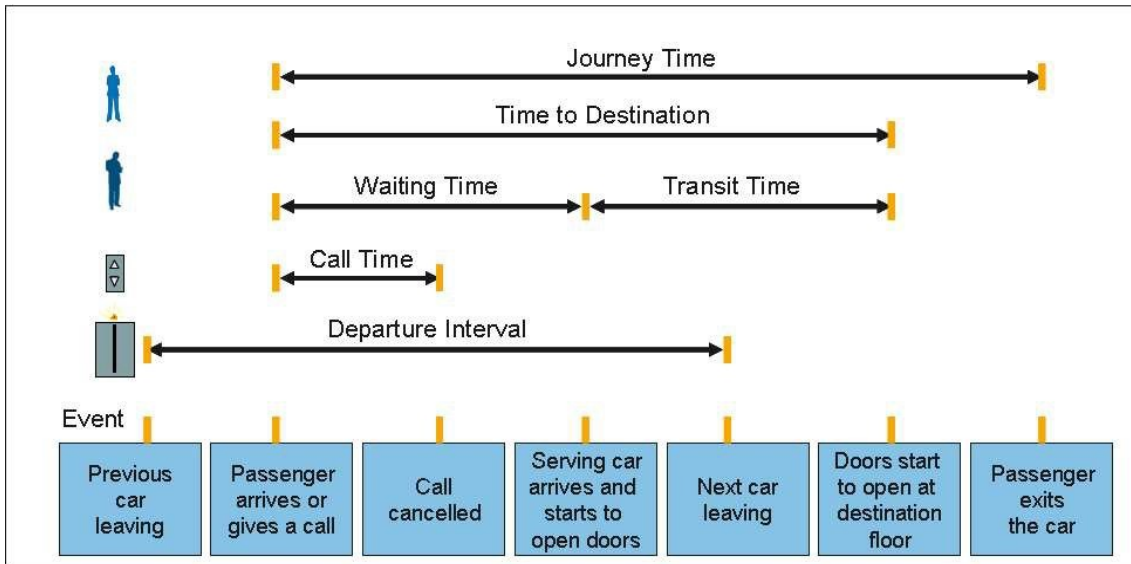 Journey Time
Time to Destination
Waiting Time
Transit Time
Call Time
Departure Interval
Event
Previous
car
leaving
Passenger
arrives or
gives a call
Call
cancelled
Serving car
arrives and
starts to
open doors
Next car
leaving
Doors start
to open at
destination
floor
Passenger
exits
the car